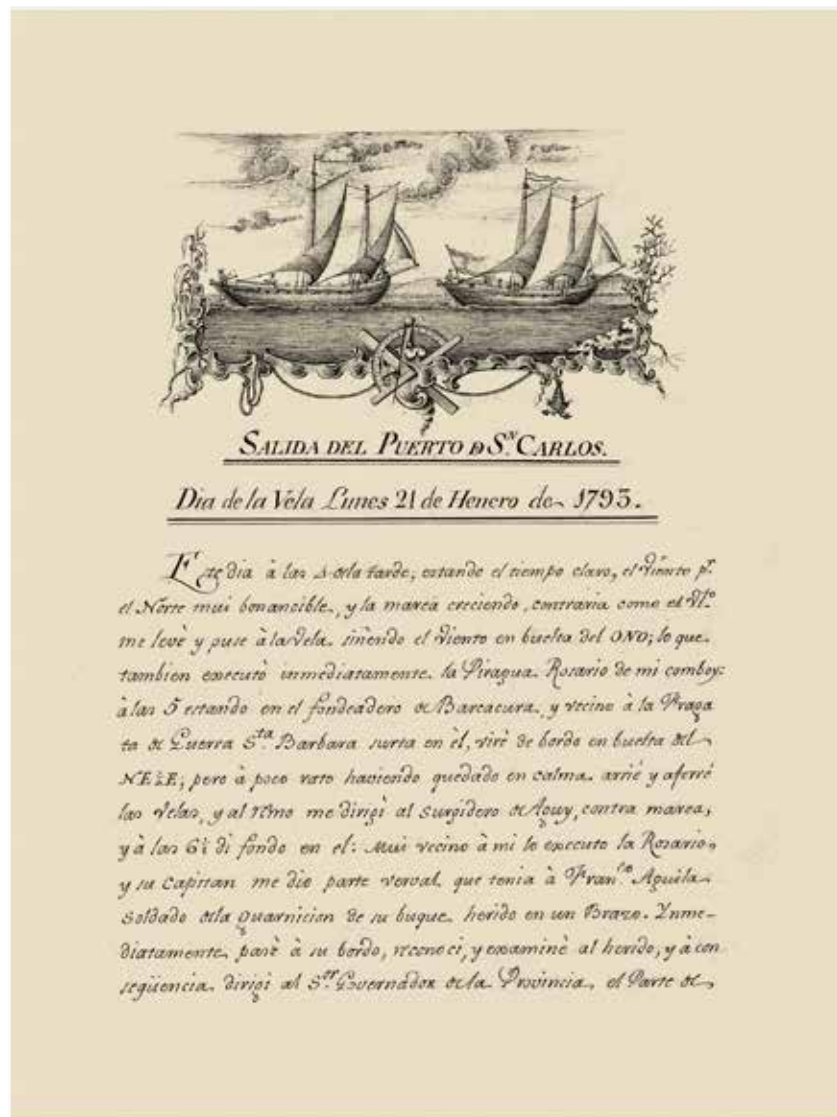 SALIDA DEL PUERTO D Sⁿ. CARLOS.
Dia de la Vela Lunes 21 de Henero de 1793.
Este dia à las 4 de la tarde, estando el tiempo claro, el viento pr.
el Norte mui bonancible, y la marea creciendo, contraria como el Vto.
me levè y puse à la vela siñendo el viento en buelta del ONO; lo que
tambien executò inmediatamente la Piragua Rosario de mi comboy:
à las 5 estando en el fondeadero de Barcacura, y vecino à la Fraga
ta de Guerra Sta. Barbara surta en èl, virè de bordo en buelta del
NE¼E; pero à poco rato haviendo quedado en calma arriè y aferrè
las velas, y al remo me dirigì al surgidero de Aguy, contra marea,
y à las 6½ di fondo en el: Mui vecino à mi lo executo la Rosario,
y su Capitan me dio parte verval que tenia à Franco. Aguila
Soldado de la Guarnicion de su buque herido en un Brazo. Ynme-
diatamente pasè à su bordo, reconoci, y examinè al herido, y à con
seqüencia dirigi al Sor. Governador de la Provincia, el Parte de